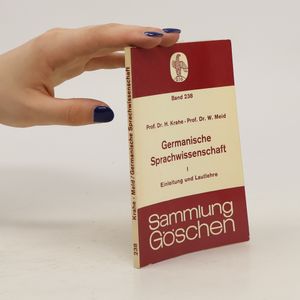 Band 238
Prof. Dr. H. Krahe - Prof. Dr. W. Meid
Germanische
Sprachwissenschaft
I
Einleitung und Lautlehre
Sammlung
Göschen
Krahe - Meid / Germanische Sprachwissenschaft
238